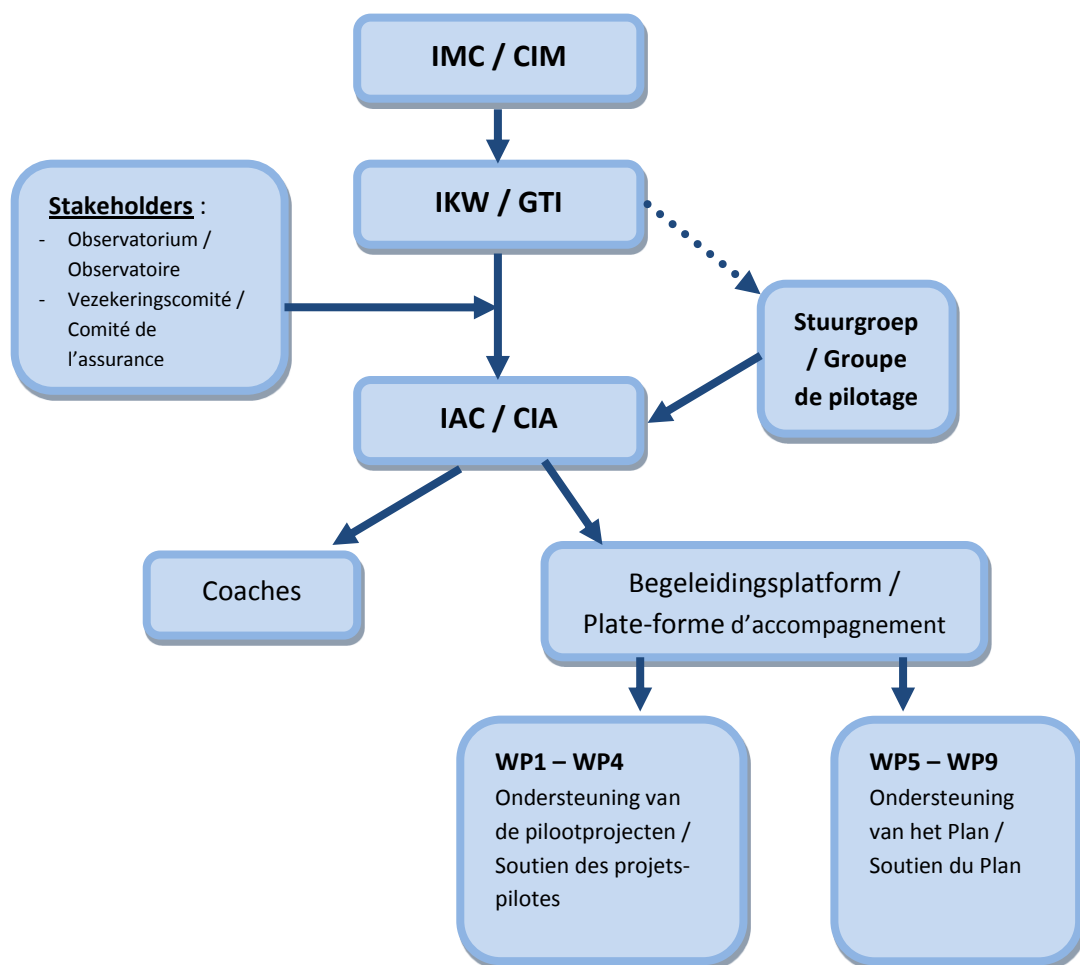 IMC / CIM
IKW / GTI
Stakeholders :
- Observatorium /
Observatoire
- Vezekeringscomité /
Comité de
l’assurance
Stuurgroep
/ Groupe
de pilotage
IAC / CIA
Coaches
Begeleidingsplatform /
Plate-forme d’accompagnement
WP1 – WP4
Ondersteuning van
de pilootprojecten /
Soutien des projets-
pilotes
WP5 – WP9
Ondersteuning
van het Plan /
Soutien du Plan